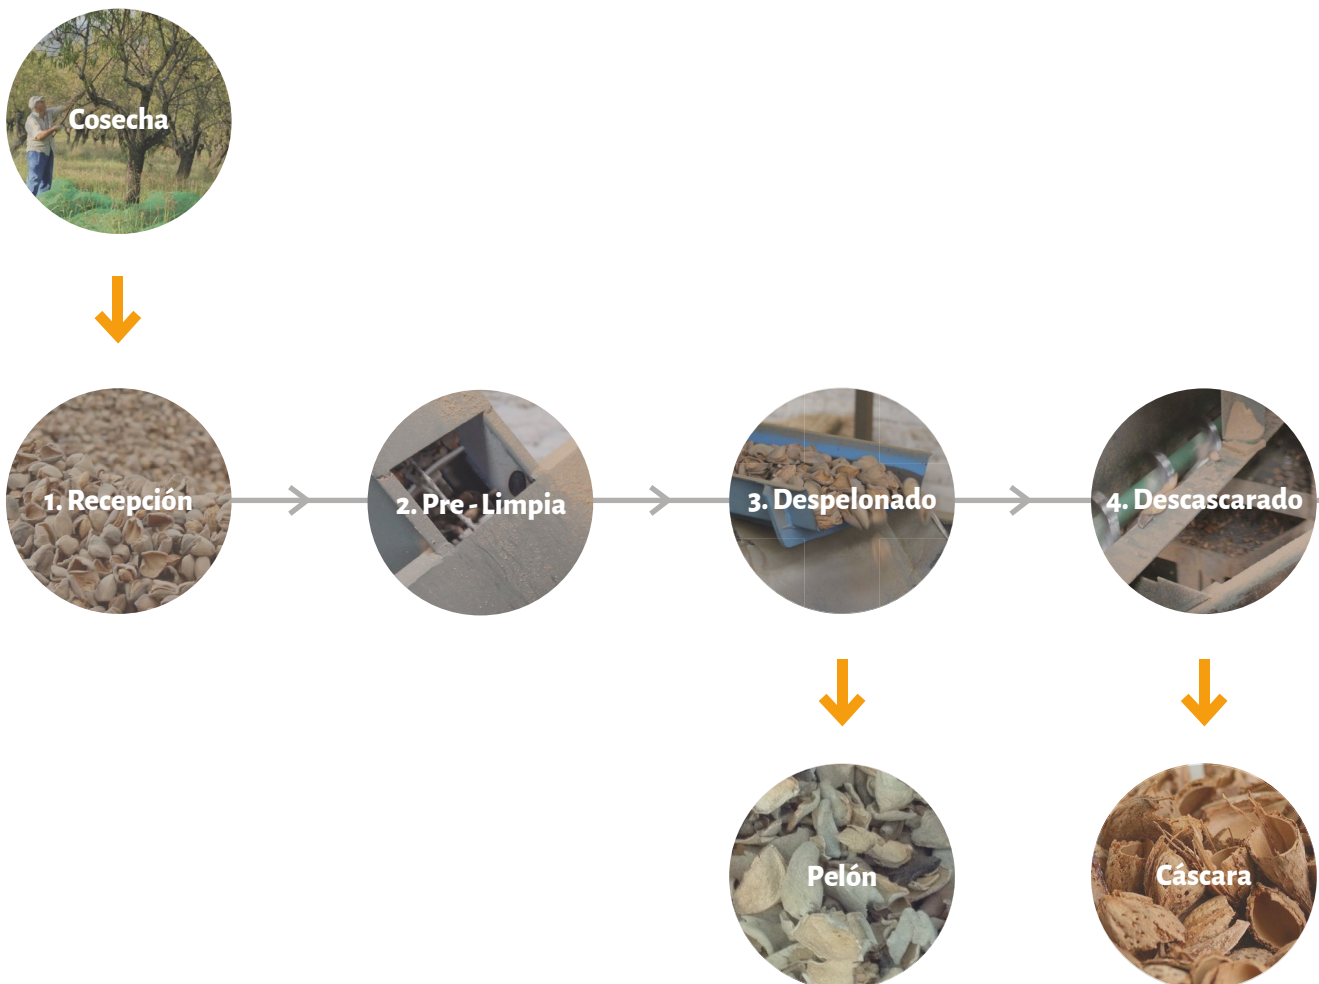 Cosecha
1. Recepción
2. Pre - Limpia
3. Despelonado
4. Descascarado
Pelón
Cáscara